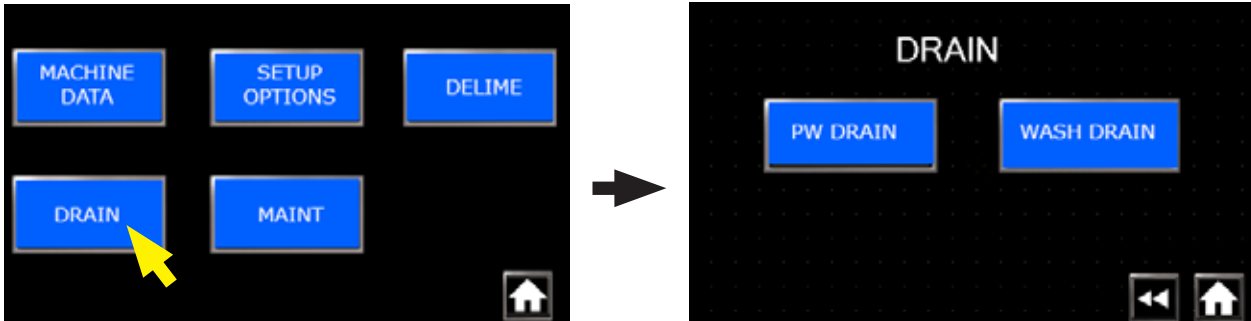 MACHINE
DATA
SETUP
OPTIONS
DELIME
DRAIN
MAINT
DRAIN
PW DRAIN
WASH DRAIN